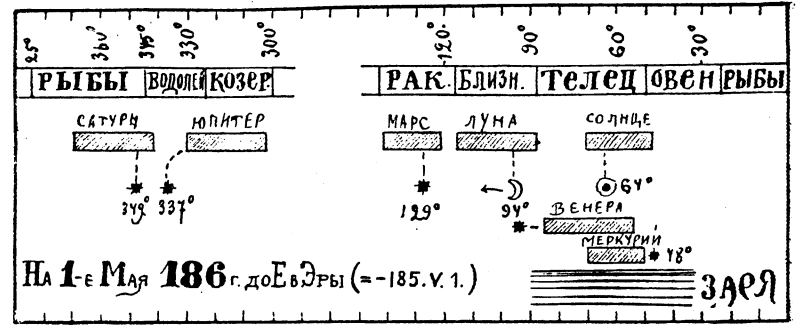 25° 360° 345° 330° 300° 120° 90° 60° 30°
РЫБЫ ВОДОЛЕЙ КОЗЕР. РАК. БЛИЗН. ТЕЛЕЦ ОВЕН РЫБЫ
САТУРН ЮПИТЕР МАРС ЛУНА СОЛНЦЕ
349° 337° 129° 94° 64°
ВЕНЕРА
МЕРКУРИЙ 48°
НА 1-е МАЯ 186 г. до Е в Эры (= -185. V. 1.) ЗАРЯ